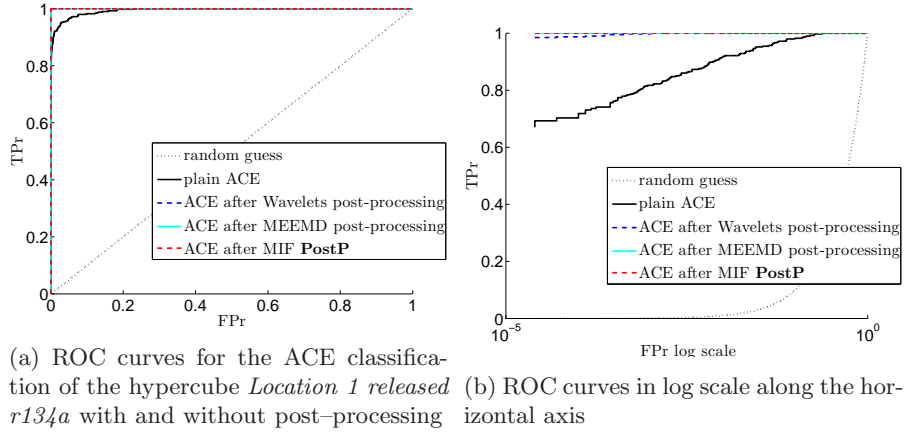 1
0.8
0.6
0.4
0.2
0
TPr
0 0.2 0.4 0.6 0.8 1
FPr
random guess
plain ACE
ACE after Wavelets post-processing
ACE after MEEMD post-processing
ACE after MIF PostP
(a) ROC curves for the ACE classifica-
tion of the hypercube Location 1 released
r134a with and without post–processing
1
0.8
0.6
0.4
0.2
0
TPr
10^-5 10^0
FPr log scale
random guess
plain ACE
ACE after Wavelets post-processing
ACE after MEEMD post-processing
ACE after MIF PostP
(b) ROC curves in log scale along the hor-
izontal axis